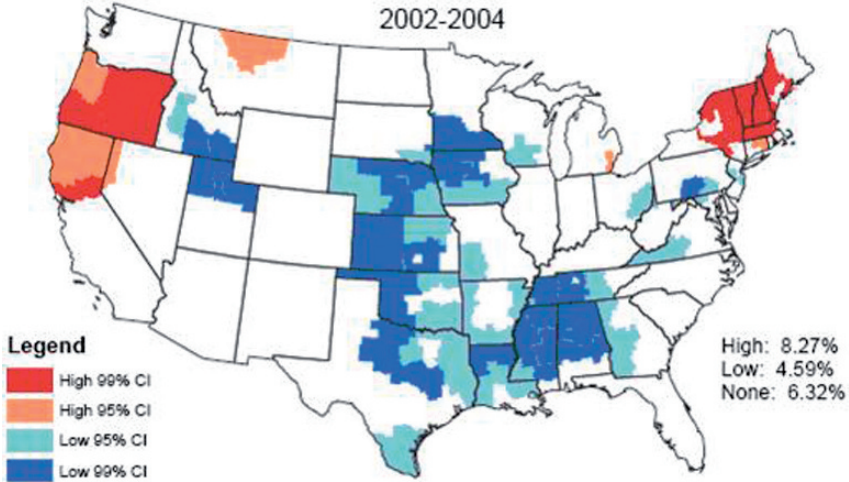 2002-2004
Legend
High 99% CI
High 95% CI
Low 95% CI
Low 99% CI
High: 8.27%
Low: 4.59%
None: 6.32%